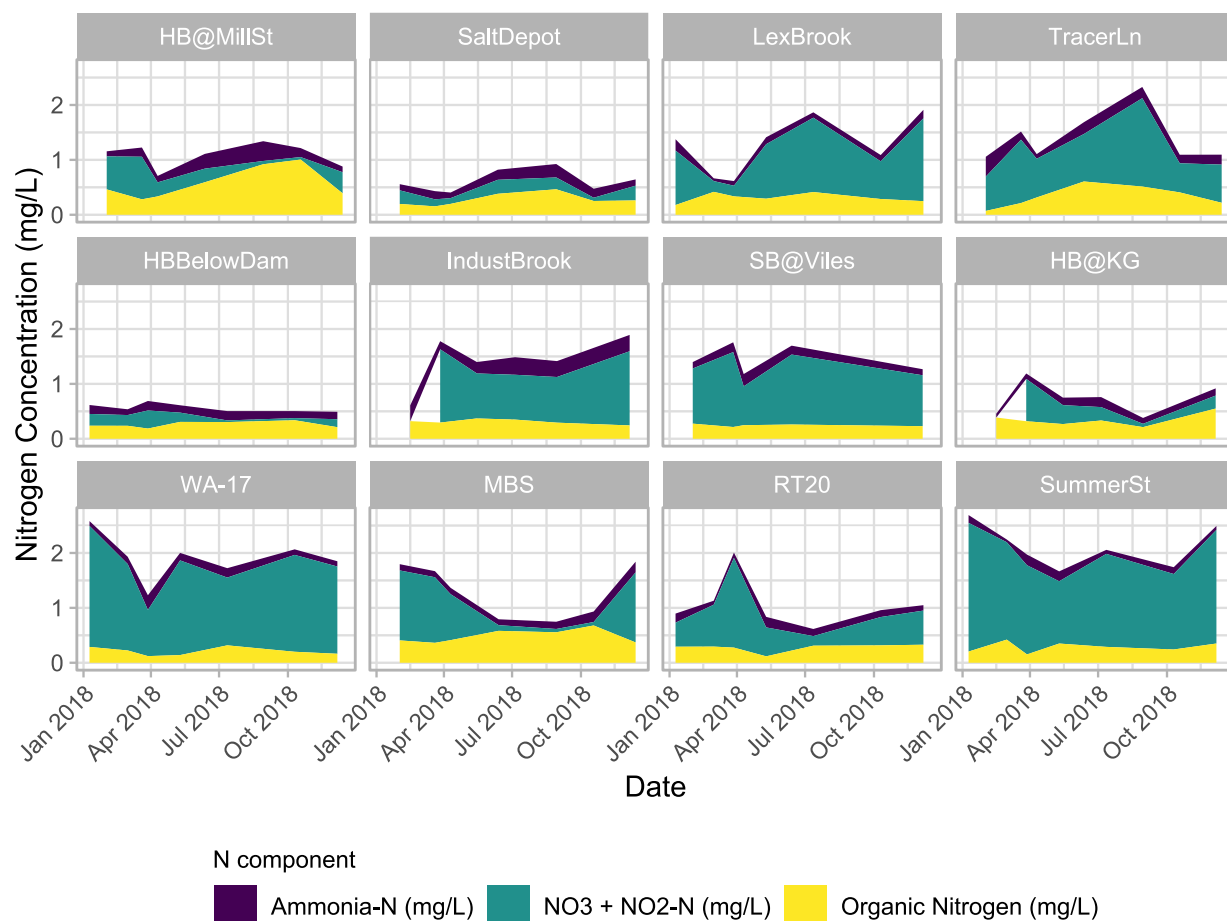 HB@MillSt SaltDepot LexBrook TracerLn
2
1
0
HBBelowDam IndustBrook SB@Viles HB@KG
2
1
0
WA-17 MBS RT20 SummerSt
2
1
0
Nitrogen Concentration (mg/L)
Jan 2018 Apr 2018 Jul 2018 Oct 2018 Jan 2018 Apr 2018 Jul 2018 Oct 2018 Jan 2018 Apr 2018 Jul 2018 Oct 2018 Jan 2018 Apr 2018 Jul 2018 Oct 2018
Date
N component
Ammonia-N (mg/L) NO3 + NO2-N (mg/L) Organic Nitrogen (mg/L)